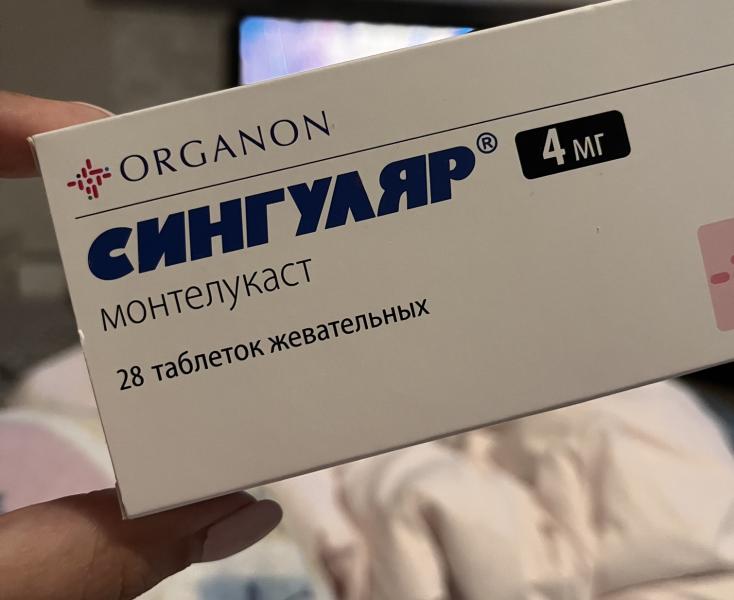 ORGANON
СИНГУЛЯР® 4 мг
монтелукаст
28 таблеток жевательных